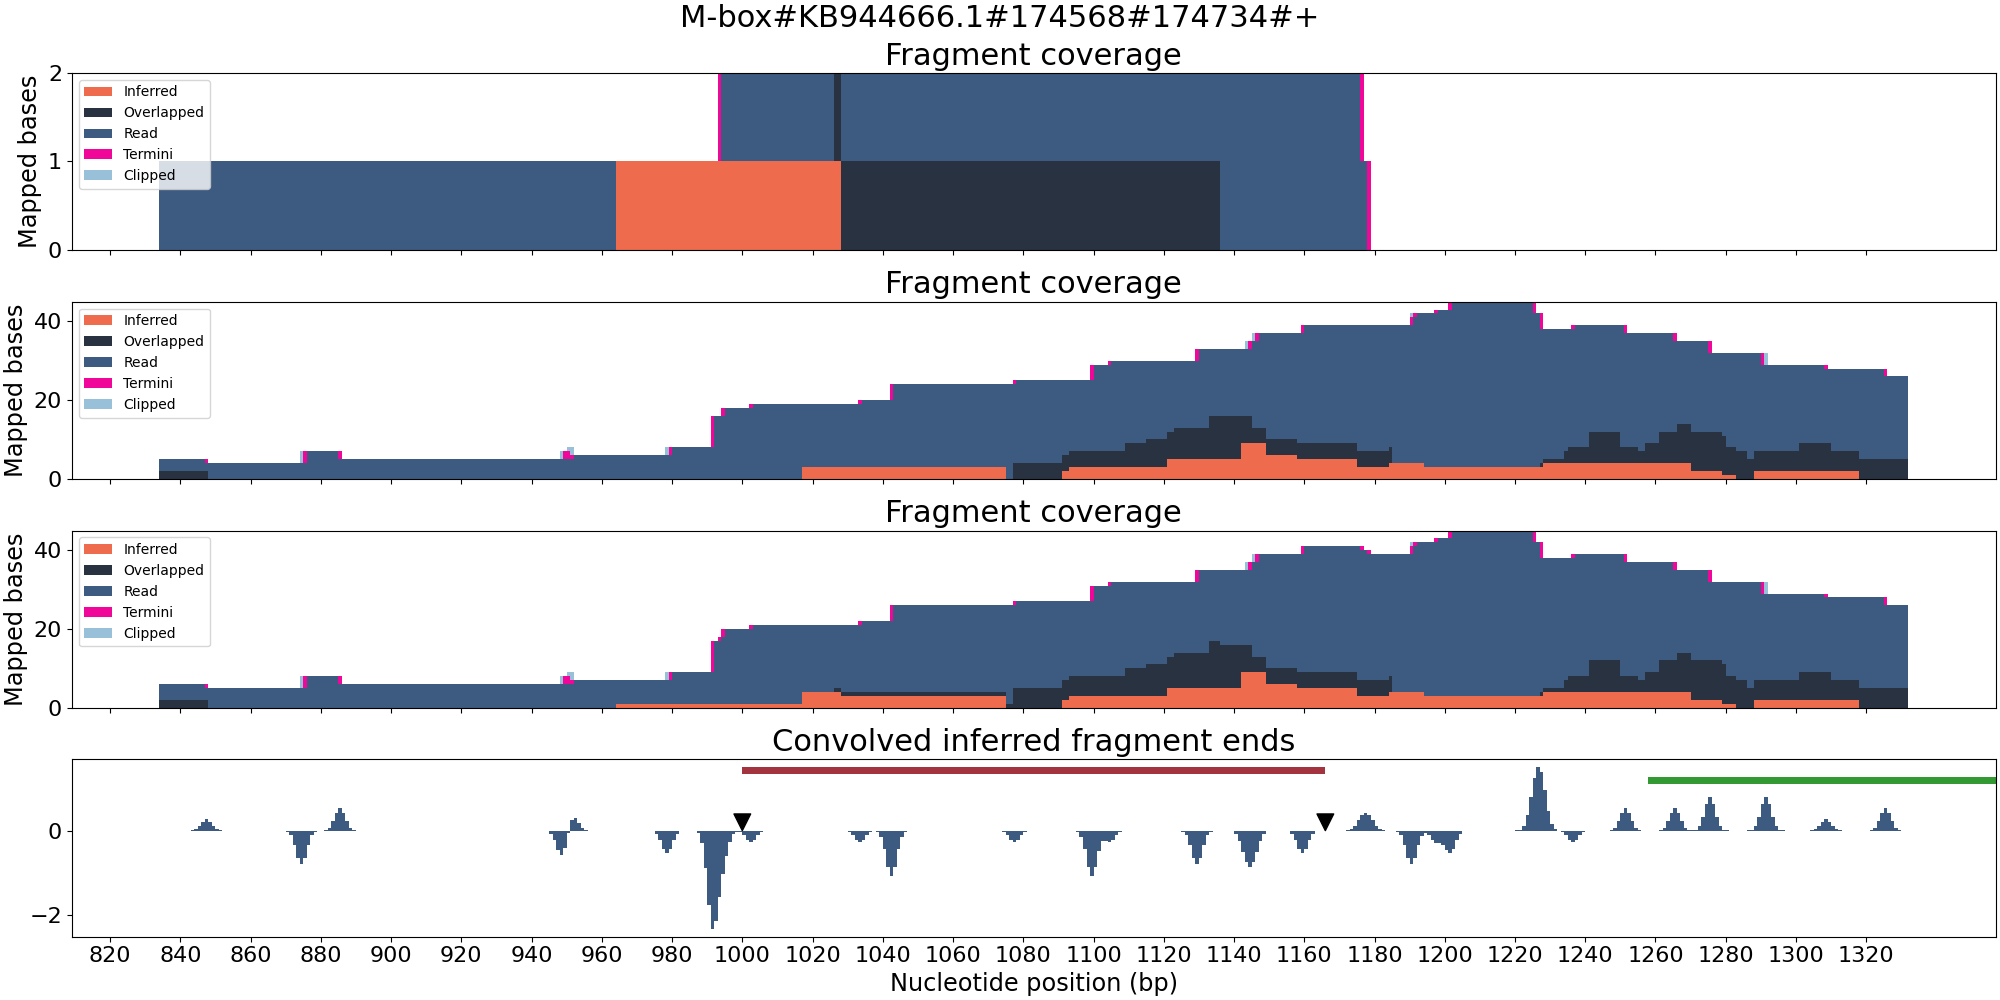 M-box#KB944666.1#174568#174734#+
Fragment coverage
Mapped bases
2
1
0
Inferred
Overlapped
Read
Termini
Clipped
Fragment coverage
Mapped bases
40
20
0
Inferred
Overlapped
Read
Termini
Clipped
Fragment coverage
Mapped bases
40
20
0
Inferred
Overlapped
Read
Termini
Clipped
Convolved inferred fragment ends
0
−2
820 840 860 880 900 920 940 960 980 1000 1020 1040 1060 1080 1100 1120 1140 1160 1180 1200 1220 1240 1260 1280 1300 1320
Nucleotide position (bp)